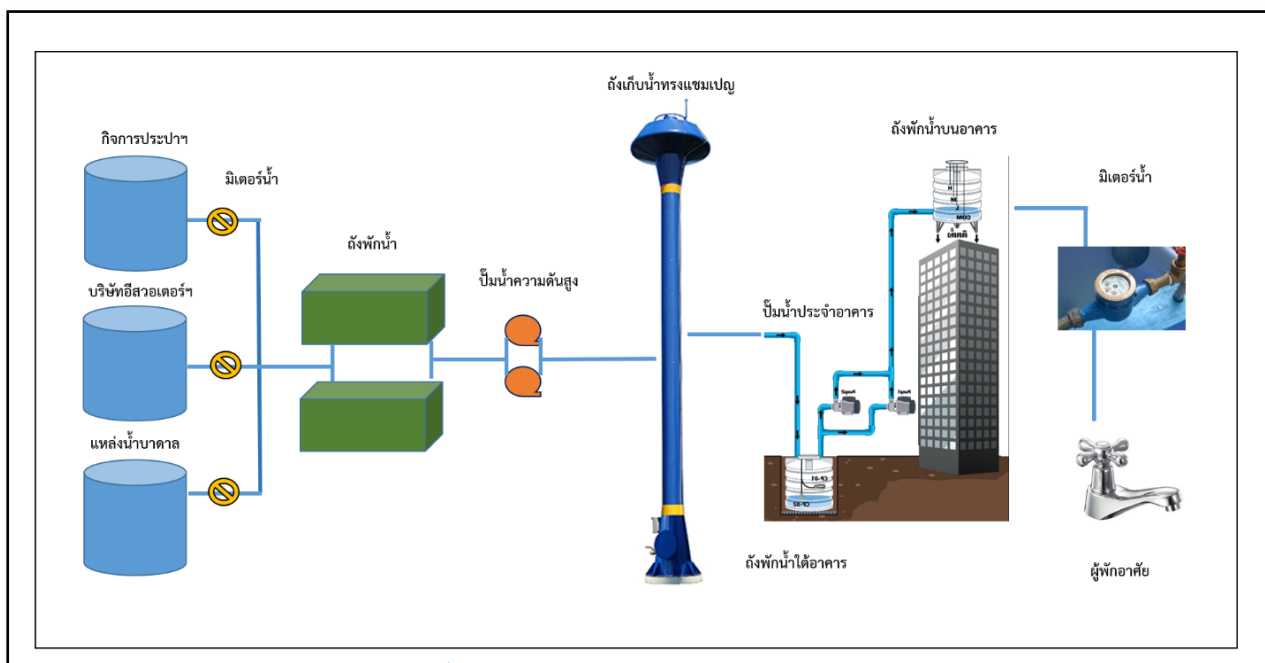 ถังเก็บน้ำทรงแชมเปญ
กิจการประปาฯ
ถังพักน้ำบนอาคาร
มิเตอร์น้ำ
มิเตอร์น้ำ
ถังพักน้ำ
ปั๊มน้ำความดันสูง
บริษัทอีสวอเตอร์ฯ
ปั๊มน้ำประจำอาคาร
แหล่งน้ำบาดาล
ถังพักน้ำใต้อาคาร
ผู้พักอาศัย
H
M
COM
CP-01
CP-02